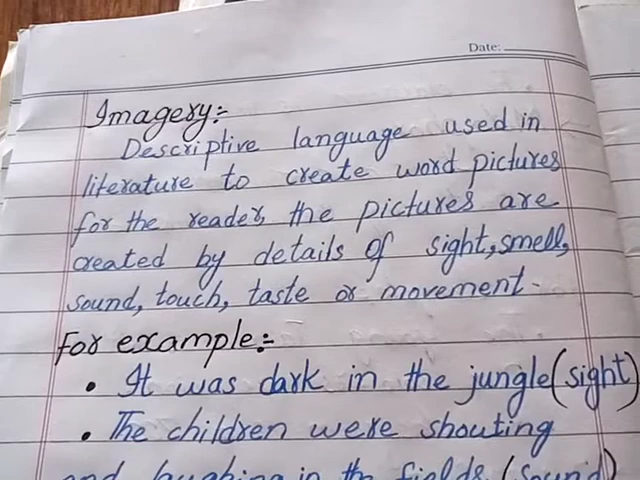 Date:
Imagery:-
Descriptive language used in
literature to create word pictures
for the reader, the pictures are
created by details of sight, smell,
sound, touch, taste or movement.
For example:-
• It was dark in the jungle (sight)
• The children were shouting
and laughing in the fields (sound)